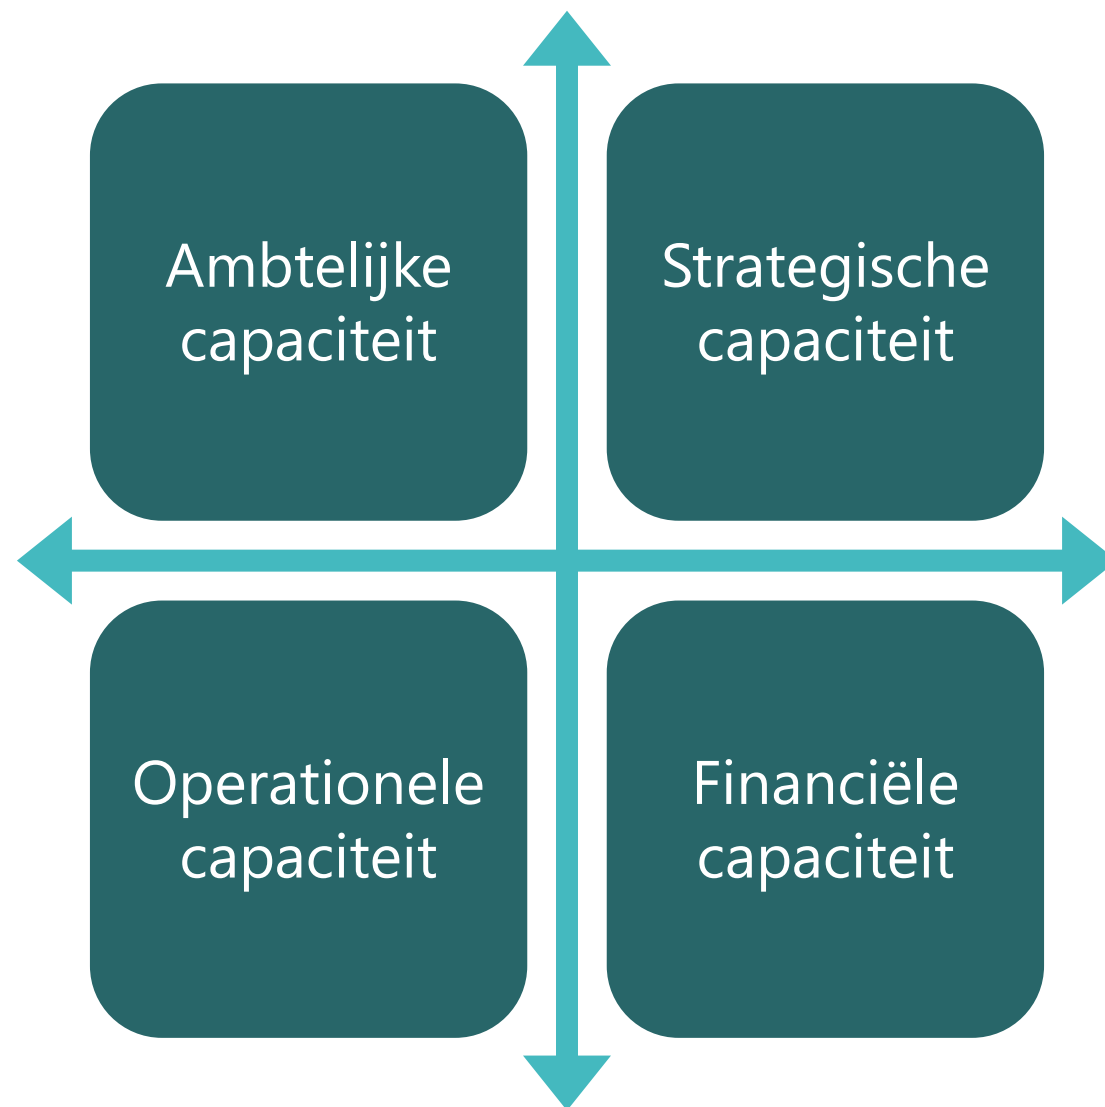 Ambtelijke
capaciteit
Strategische
capaciteit
Operationele
capaciteit
Financiële
capaciteit